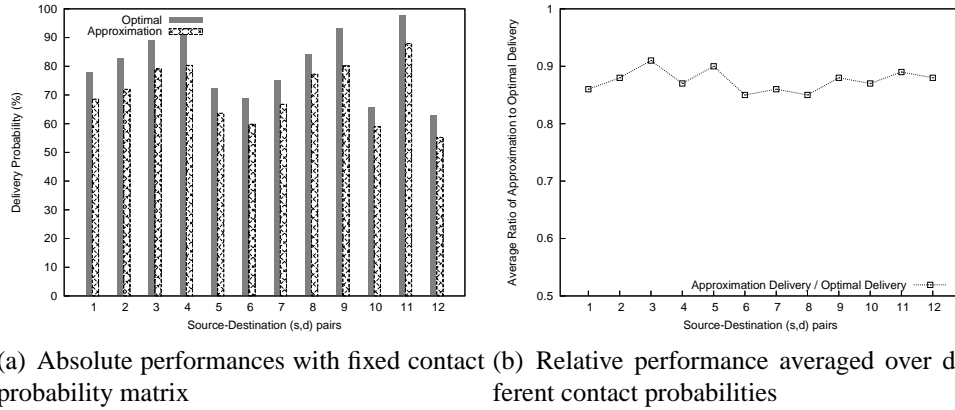 100
90
80
70
60
50
40
30
20
10
0
Delivery Probability (%)
Optimal
Approximation
1 2 3 4 5 6 7 8 9 10 11 12
Source-Destination (s,d) pairs
(a) Absolute performances with fixed contact
probability matrix
1
0.9
0.8
0.7
0.6
0.5
Average Ratio of Approximation to Optimal Delivery
Approximation Delivery / Optimal Delivery
1 2 3 4 5 6 7 8 9 10 11 12
Source-Destination (s,d) pairs
(b) Relative performance averaged over d
ferent contact probabilities